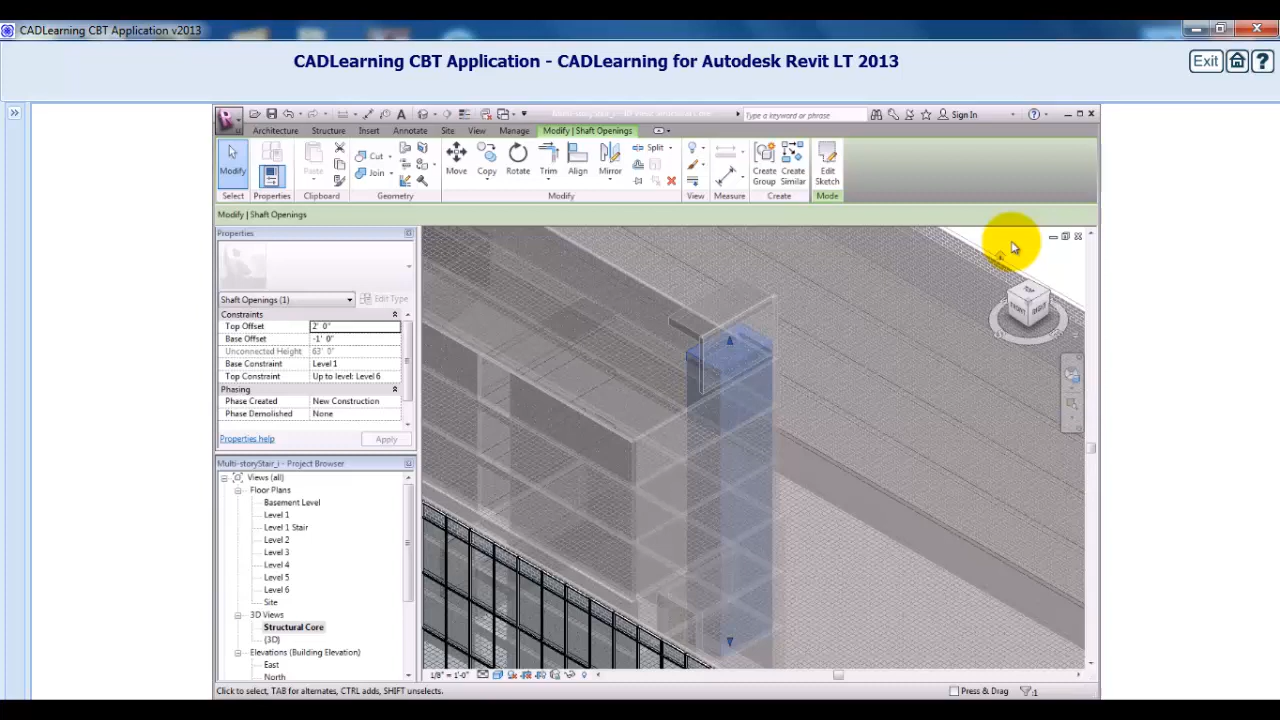 CADLearning CBT Application v2013
CADLearning CBT Application - CADLearning for Autodesk Revit LT 2013
Exit
Type a keyword or phrase
Sign In
Architecture Structure Insert Annotate Site View Manage Modify | Shaft Openings
Modify Paste Cut Join Move Copy Rotate Trim Align Mirror Split Create Group Create Similar Edit Sketch
Select Properties Clipboard Geometry Modify View Measure Create Mode
Modify | Shaft Openings
Properties
Shaft Openings (1) Edit Type
Constraints
Top Offset 2' 0"
Base Offset -1' 0"
Unconnected Height 63' 0"
Base Constraint Level 1
Top Constraint Up to level: Level 6
Phasing
Phase Created New Construction
Phase Demolished None
Properties help Apply
Multi-storyStair_i - Project Browser
Views (all)
Floor Plans
Basement Level
Level 1
Level 1 Stair
Level 2
Level 3
Level 4
Level 5
Level 6
Site
3D Views
Structural Core
{3D}
Elevations (Building Elevation)
East
North
TOP
FRONT
RIGHT
1/8" = 1'-0"
Click to select, TAB for alternates, CTRL adds, SHIFT unselects.
Press & Drag :1